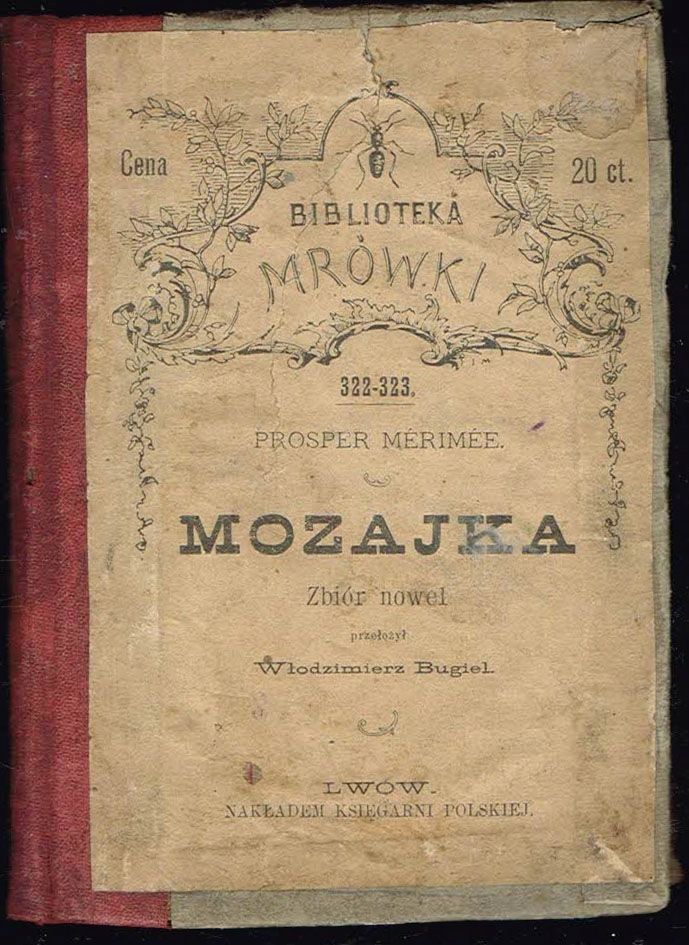 Cena
20 ct.
BIBLIOTEKA
MRÓWKI
322-323.
PROSPER MÉRIMÉE.
MOZAJKA
Zbiór nowel
przełożył
Włodzimierz Bugiel.
LWÓW.
NAKŁADEM KSIĘGARNI POLSKIEJ.